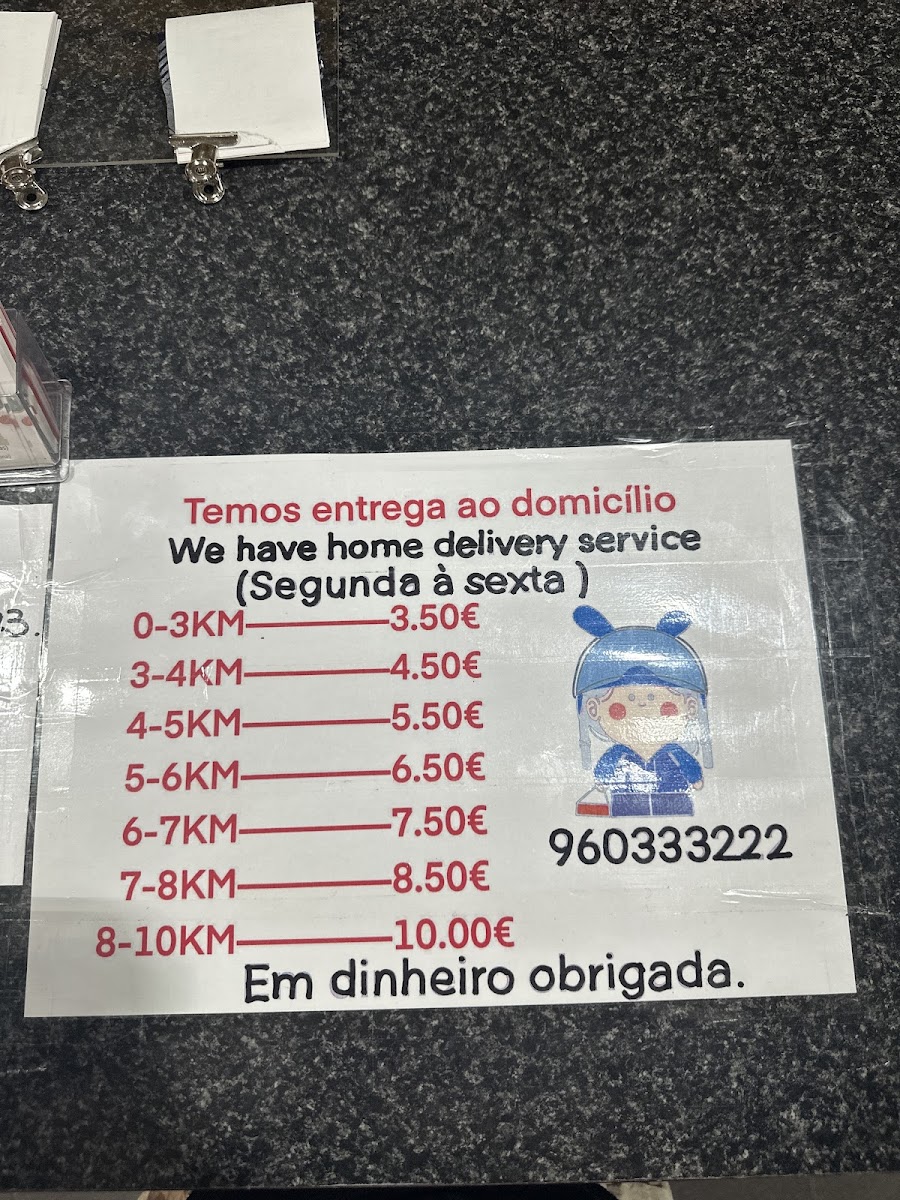 Temos entrega ao domicílio
We have home delivery service
(Segunda à sexta )
0-3KM————3.50€
3-4KM————4.50€
4-5KM————5.50€
5-6KM————6.50€
6-7KM————7.50€
7-8KM————8.50€
8-10KM————10.00€
960333222
Em dinheiro obrigada.